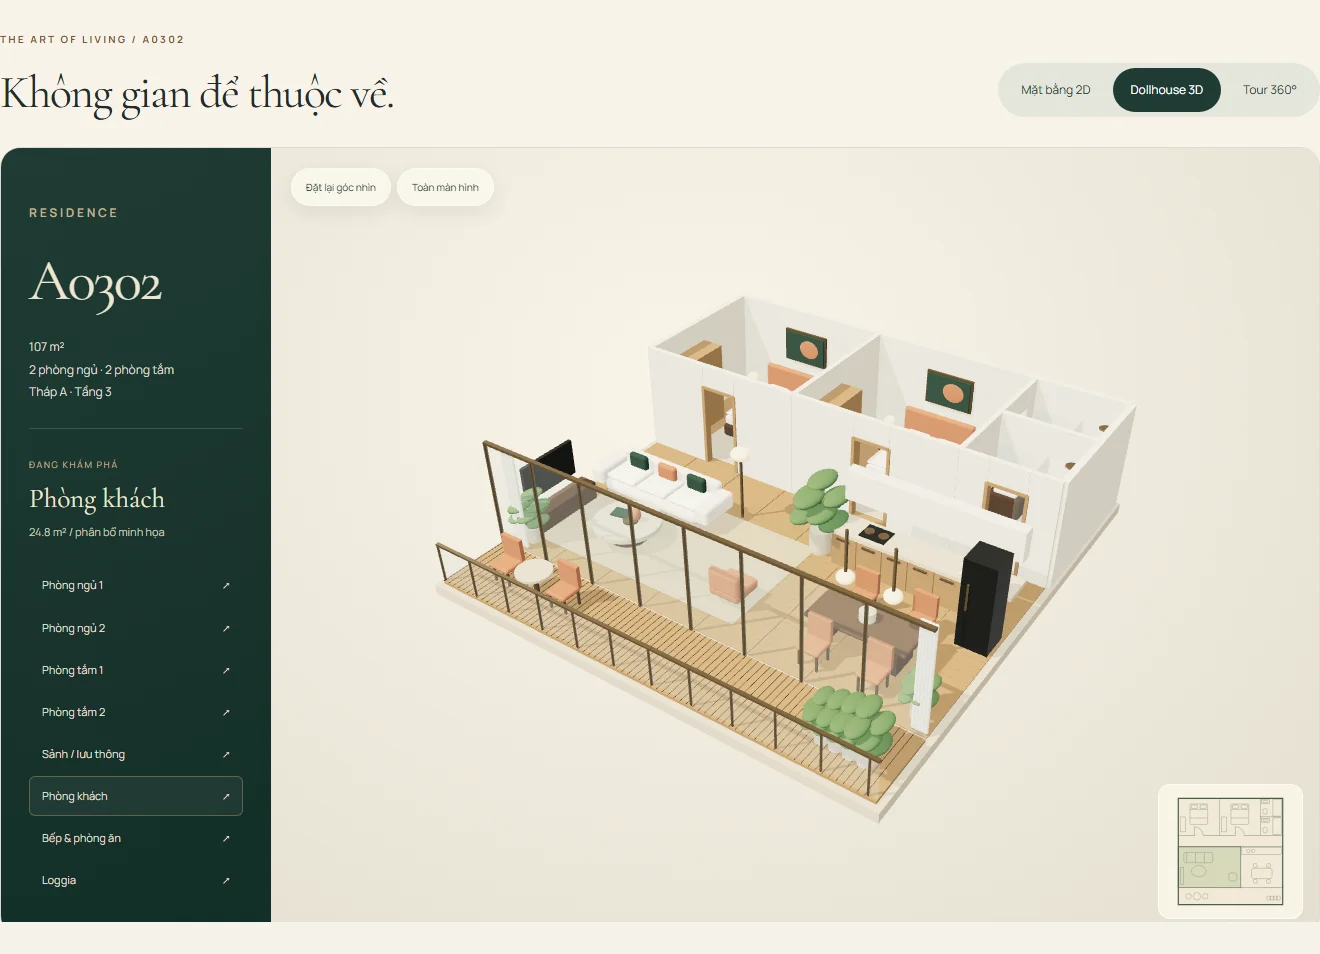 THE ART OF LIVING / A0302
Không gian để thuộc về.
Mặt bằng 2D
Dollhouse 3D
Tour 360°
RESIDENCE
A0302
107 m²
2 phòng ngủ · 2 phòng tắm
Tháp A · Tầng 3
ĐANG KHÁM PHÁ
Phòng khách
24.8 m² / phân bổ minh họa
Phòng ngủ 1 ↗
Phòng ngủ 2 ↗
Phòng tắm 1 ↗
Phòng tắm 2 ↗
Sảnh / lưu thông ↗
Phòng khách ↗
Bếp & phòng ăn ↗
Loggia ↗
Đặt lại góc nhìn
Toàn màn hình